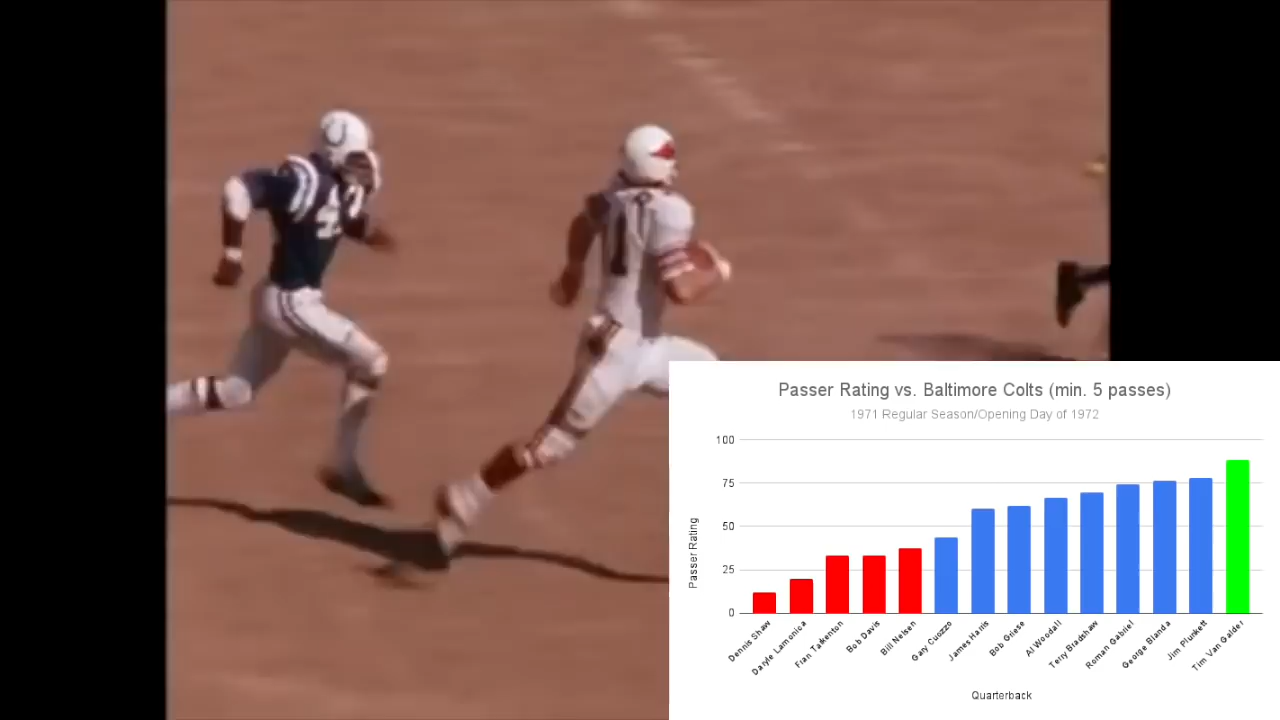 Passer Rating vs. Baltimore Colts (min. 5 passes)
1971 Regular Season/Opening Day of 1972
100
75
50
25
0
Passer Rating
Dennis Shaw
Daryle Lamonica
Fran Tarkenton
Bob Davis
Bill Nelsen
Gary Cuozzo
James Harris
Bob Griese
Al Woodall
Terry Bradshaw
Roman Gabriel
George Blanda
Jim Plunkett
Tim Van Galder
Quarterback